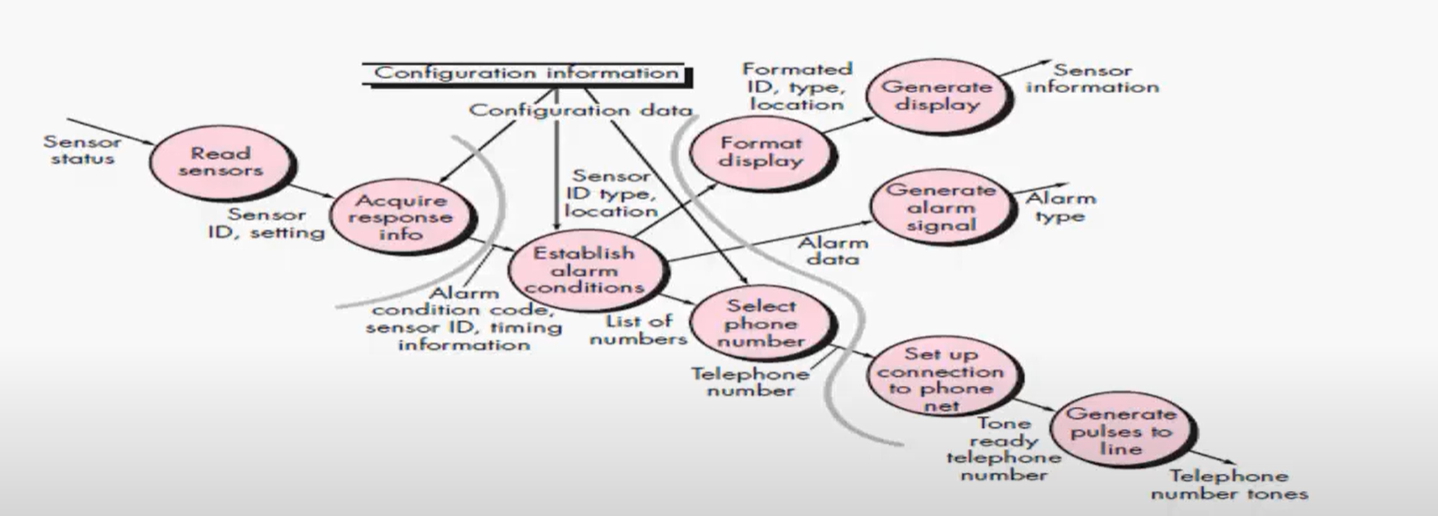 Configuration information
Configuration data
Sensor
status
Read
sensors
Sensor
ID, setting
Acquire
response
info
Alarm
condition code,
sensor ID, timing
information
Establish
alarm
conditions
Sensor
ID type,
location
Format
display
Formated
ID, type,
location
Generate
display
Sensor
information
Alarm
data
Generate
alarm
signal
Alarm
type
List of
numbers
Select
phone
number
Telephone
number
Set up
connection
to phone
net
Tone
ready
telephone
number
Generate
pulses to
line
Telephone
number tones